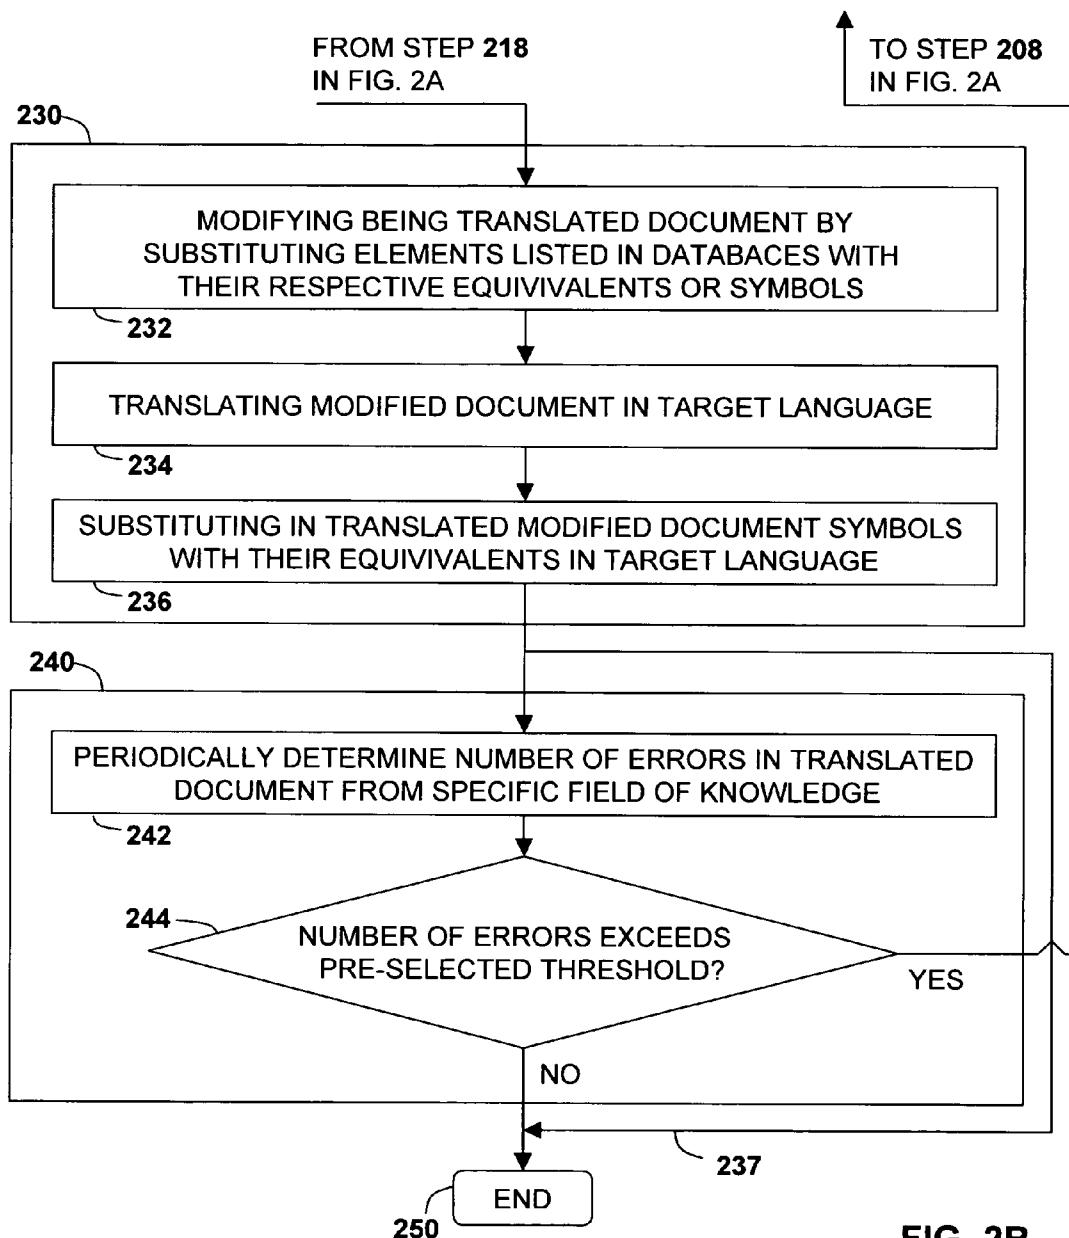 FROM STEP 218
IN FIG. 2A
TO STEP 208
IN FIG. 2A
230
MODIFYING BEING TRANSLATED DOCUMENT BY
SUBSTITUTING ELEMENTS LISTED IN DATABACES WITH
THEIR RESPECTIVE EQUIVIVALENTS OR SYMBOLS
232
TRANSLATING MODIFIED DOCUMENT IN TARGET LANGUAGE
234
SUBSTITUTING IN TRANSLATED MODIFIED DOCUMENT SYMBOLS
WITH THEIR EQUIVIVALENTS IN TARGET LANGUAGE
236
240
PERIODICALLY DETERMINE NUMBER OF ERRORS IN TRANSLATED
DOCUMENT FROM SPECIFIC FIELD OF KNOWLEDGE
242
244
NUMBER OF ERRORS EXCEEDS
PRE-SELECTED THRESHOLD?
YES
NO
237
END
250
FIG. 2B